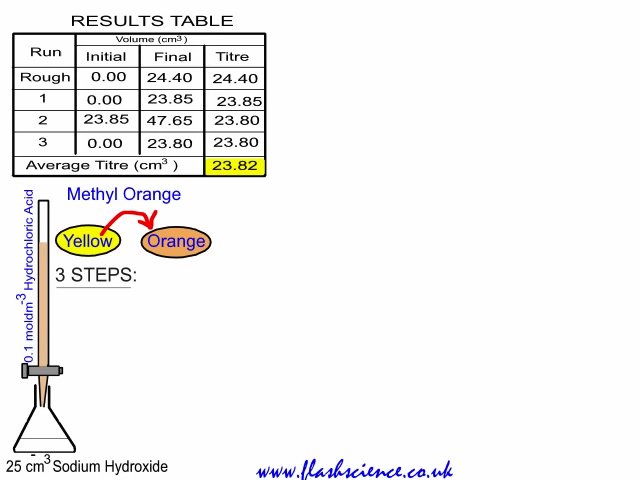 RESULTS TABLE
Run Volume (cm³)
Initial Final Titre
Rough 0.00 24.40 24.40
1 0.00 23.85 23.85
2 23.85 47.65 23.80
3 0.00 23.80 23.80
Average Titre (cm³ ) 23.82
Methyl Orange
Yellow Orange
3 STEPS:
0.1 moldm⁻³ Hydrochloric Acid
25 cm⁻³ Sodium Hydroxide
www.flashscience.co.uk